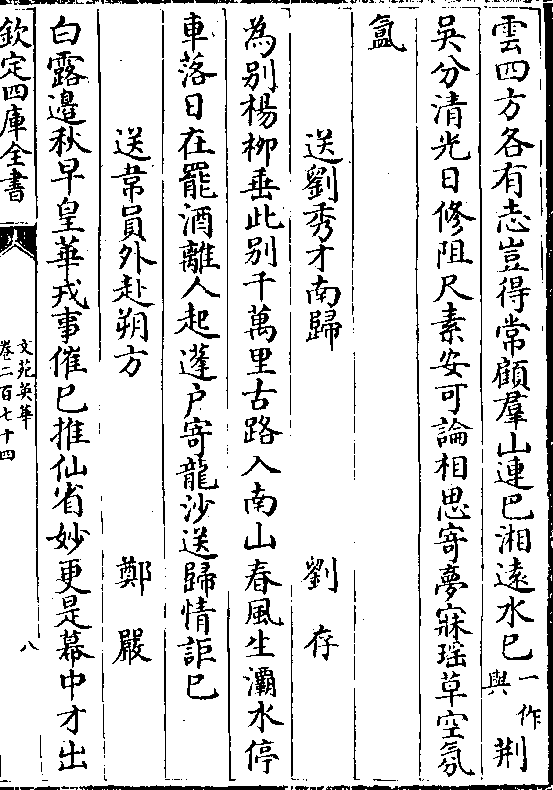 雲四方各有志豈得常顧羣山連巴湘遠水巳一作與荆
吳分清光日修阻尺素安可論相思寄夢寐瑶草空氛
氲
送劉秀才南歸 劉存
為别楊柳垂此别千萬里古路入南山春風生灞水停
車落日在罷酒離人起蓬户寄龍沙送歸情詎已
送韋員外赴朔方 鄭嚴
白露邉秋早皇華戎事催巳推仙省妙更是幕中才出
欽定四庫全書
文苑英華
卷二百七十四
八